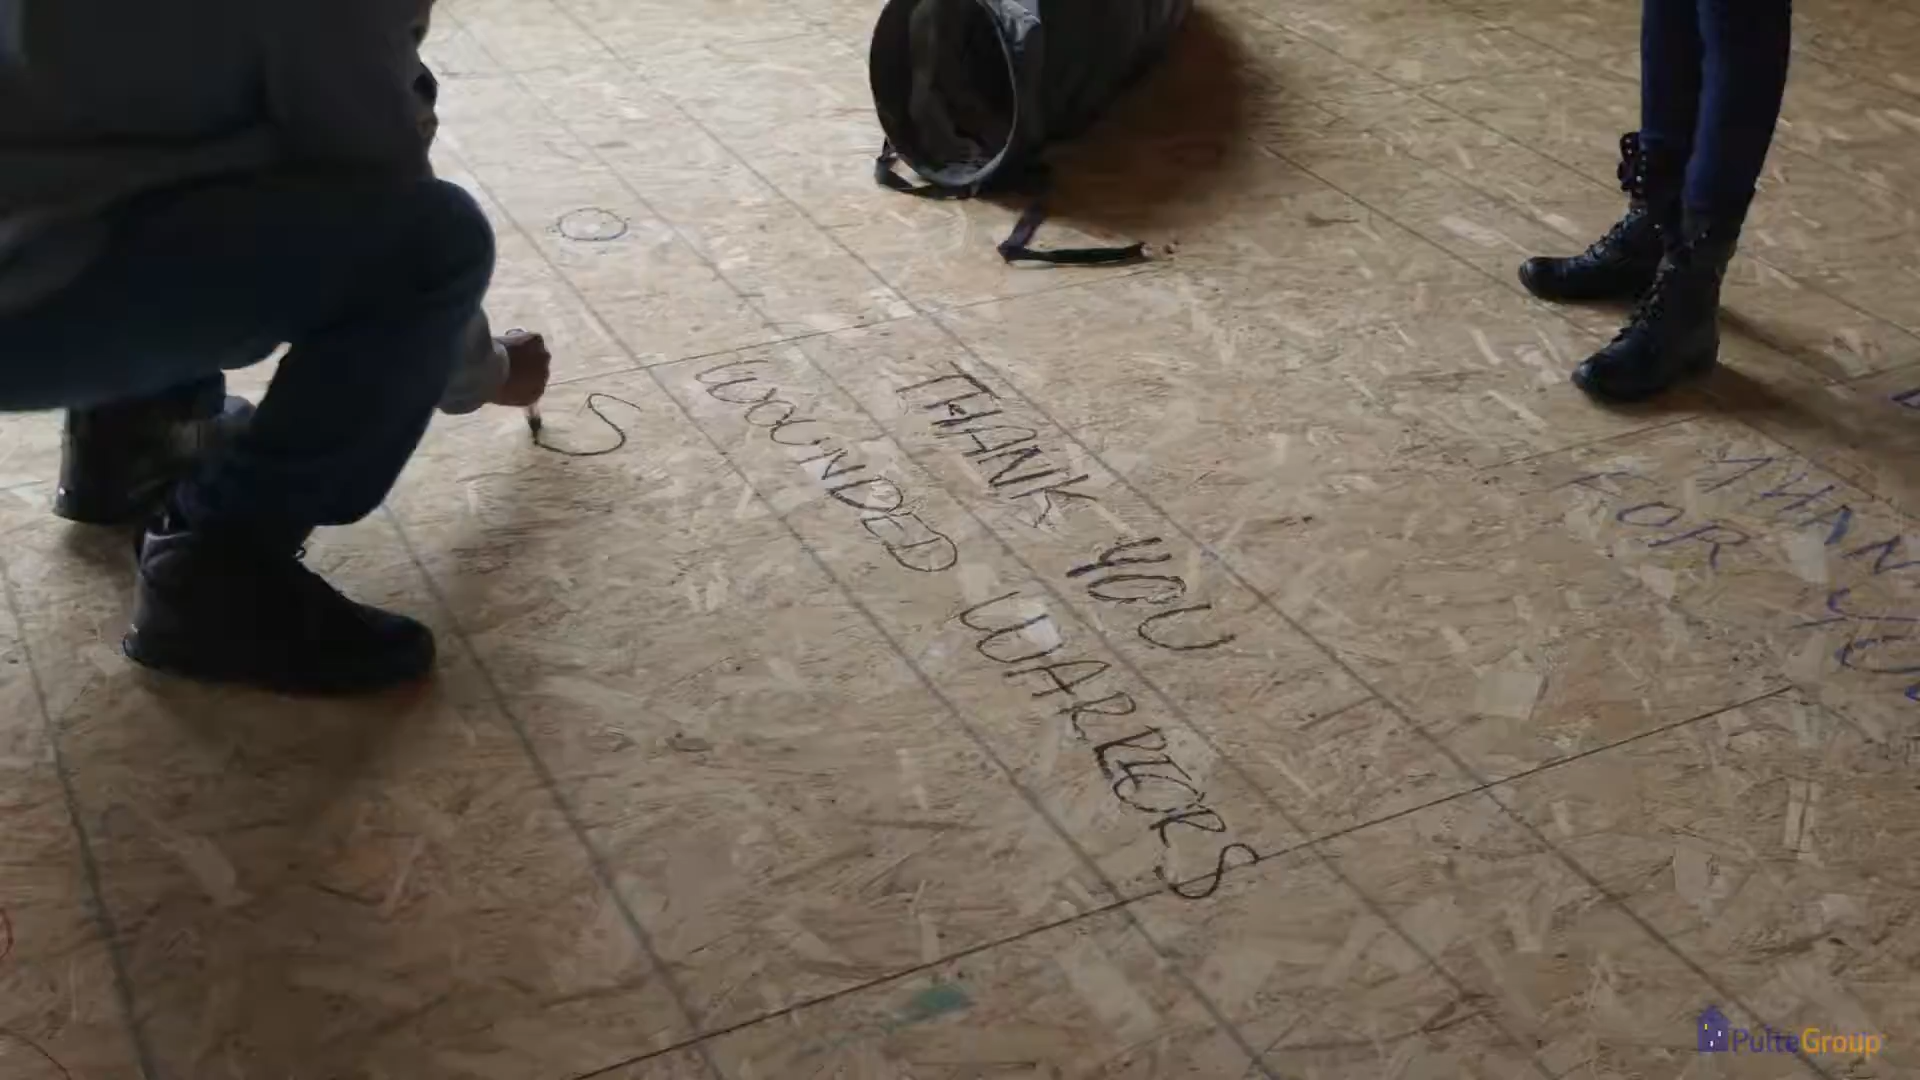 THANK YOU
WOUNDED WARRIORS
S
THANK
FOR
YOU
PulteGroup